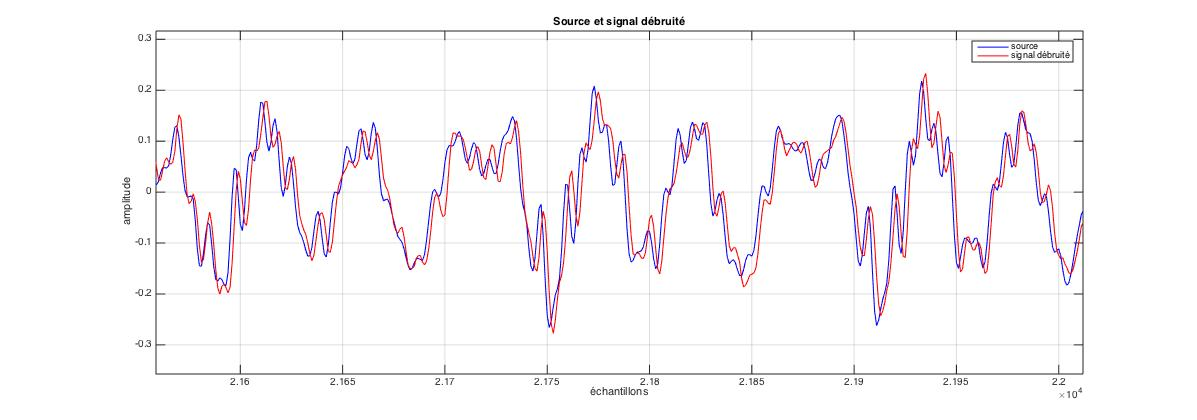 Source et signal débruité
source
signal débruité
amplitude
0.3
0.2
0.1
0
-0.1
-0.2
-0.3
2.16 2.165 2.17 2.175 2.18 2.185 2.19 2.195 2.2
échantillons
×10⁴